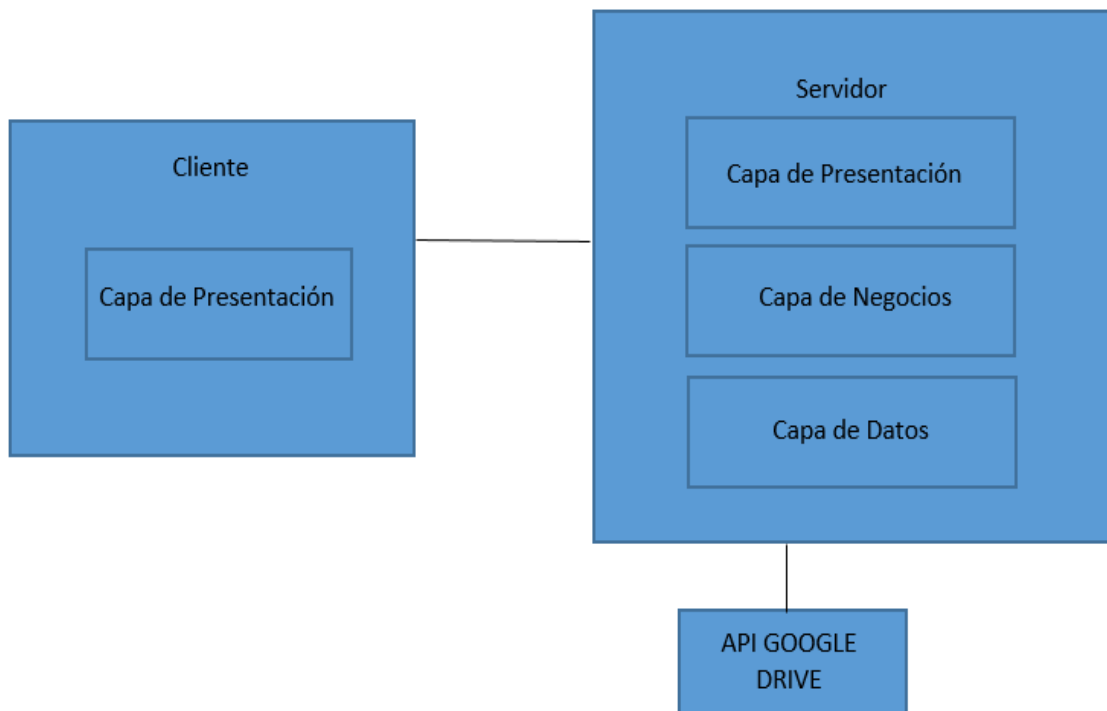 Cliente
Capa de Presentación
Servidor
Capa de Presentación
Capa de Negocios
Capa de Datos
API GOOGLE
DRIVE